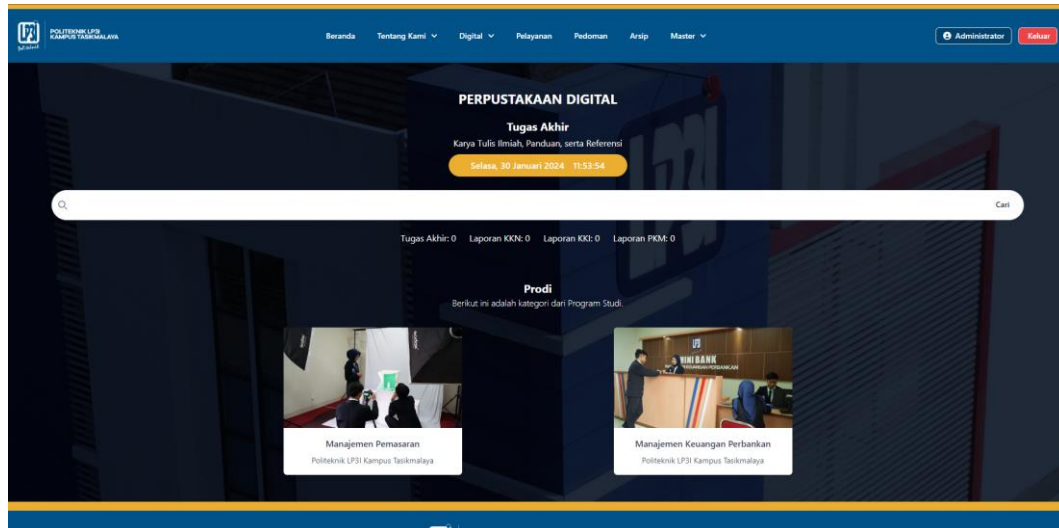 POLITEKNIK LP3I
KAMPUS TASIKMALAYA
Beranda
Tentang Kami
Digital
Pelayanan
Pedoman
Arsip
Master
Administrator
Keluar
PERPUSTAKAAN DIGITAL
Tugas Akhir
Karya Tulis Ilmiah, Panduan, serta Referensi
Selasa, 30 Januari 2024 11:53:54
Cari
Tugas Akhir: 0 Laporan KKN: 0 Laporan KKI: 0 Laporan PKM: 0
Prodi
Berikut ini adalah kategori dari Program Studi.
MINI BANK
Manajemen Pemasaran
Politeknik LP3I Kampus Tasikmalaya
Manajemen Keuangan Perbankan
Politeknik LP3I Kampus Tasikmalaya